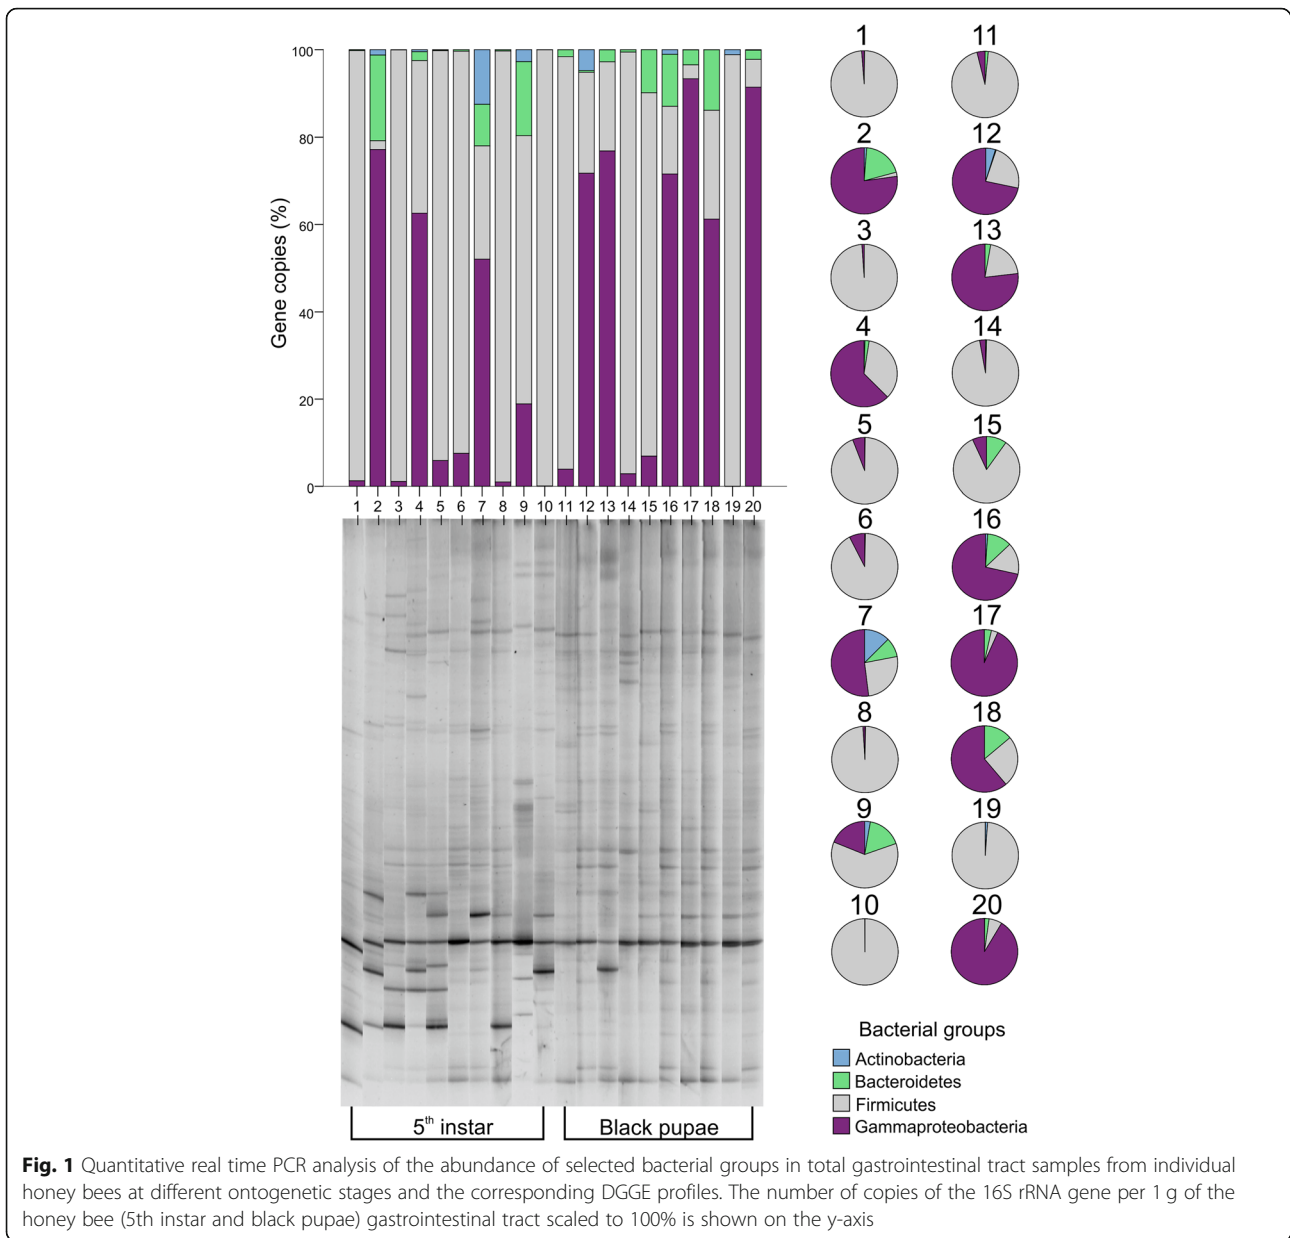 100
80
60
40
20
0
Gene copies (%)
1 2 3 4 5 6 7 8 9 10 11 12 13 14 15 16 17 18 19 20
5th instar
Black pupae
1 11
2 12
3 13
4 14
5 15
6 16
7 17
8 18
9 19
10 20
Bacterial groups
Actinobacteria
Bacteroidetes
Firmicutes
Gammaproteobacteria
Fig. 1 Quantitative real time PCR analysis of the abundance of selected bacterial groups in total gastrointestinal tract samples from individual
honey bees at different ontogenetic stages and the corresponding DGGE profiles. The number of copies of the 16S rRNA gene per 1 g of the
honey bee (5th instar and black pupae) gastrointestinal tract scaled to 100% is shown on the y-axis